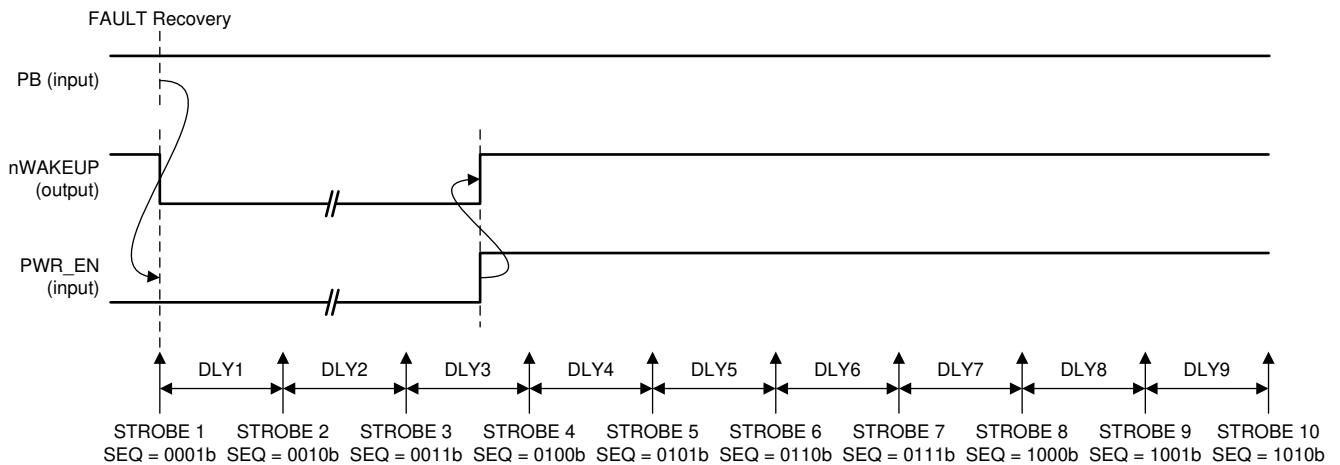 FAULT Recovery
PB (input)
nWAKEUP
(output)
PWR_EN
(input)
DLY1 DLY2 DLY3 DLY4 DLY5 DLY6 DLY7 DLY8 DLY9
STROBE 1 STROBE 2 STROBE 3 STROBE 4 STROBE 5 STROBE 6 STROBE 7 STROBE 8 STROBE 9 STROBE 10
SEQ = 0001b SEQ = 0010b SEQ = 0011b SEQ = 0100b SEQ = 0101b SEQ = 0110b SEQ = 0111b SEQ = 1000b SEQ = 1001b SEQ = 1010b